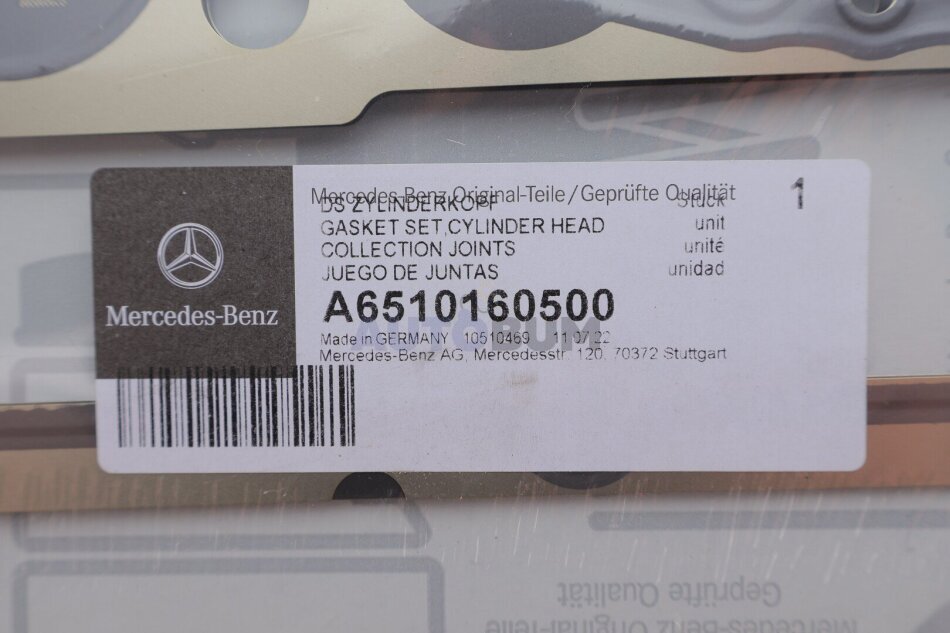 Mercedes-Benz Original-Teile/Geprüfte Qualität
1
DS ZYLINDERKOPF Stück
GASKET SET,CYLINDER HEAD unit
COLLECTION JOINTS unité
JUEGO DE JUNTAS unidad
A6510160500
Mercedes-Benz
AUTOBUM
Made in GERMANY 10510469 11.07.22
Mercedes-Benz AG, Mercedesstr. 120, 70372 Stuttgart
Geprüfte Qualität
Mercedes-Benz Original-Teile